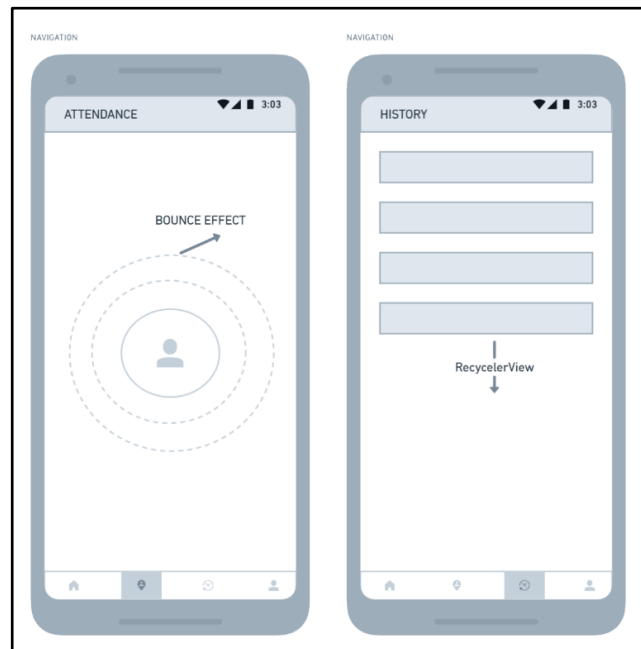 NAVIGATION
NAVIGATION
ATTENDANCE
3:03
HISTORY
3:03
BOUNCE EFFECT
RecycelerView